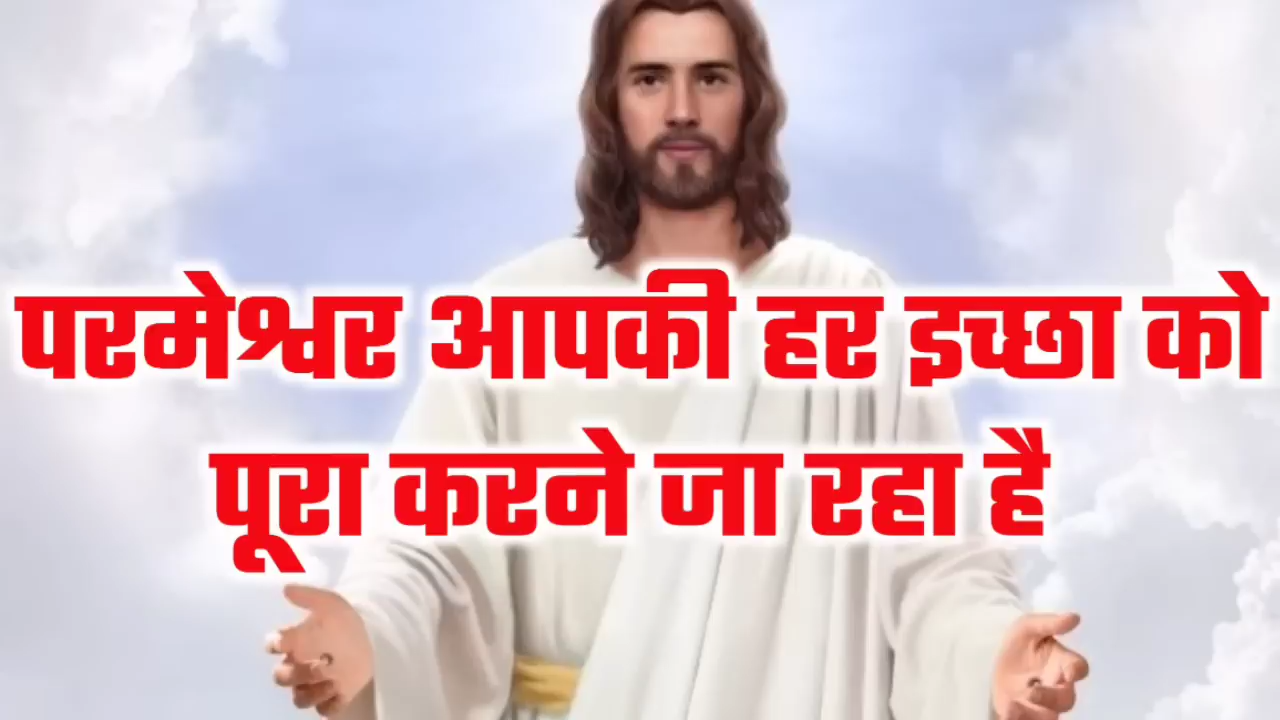 परमेश्वर आपकी हर इच्छा को
पूरा करने जा रहा है